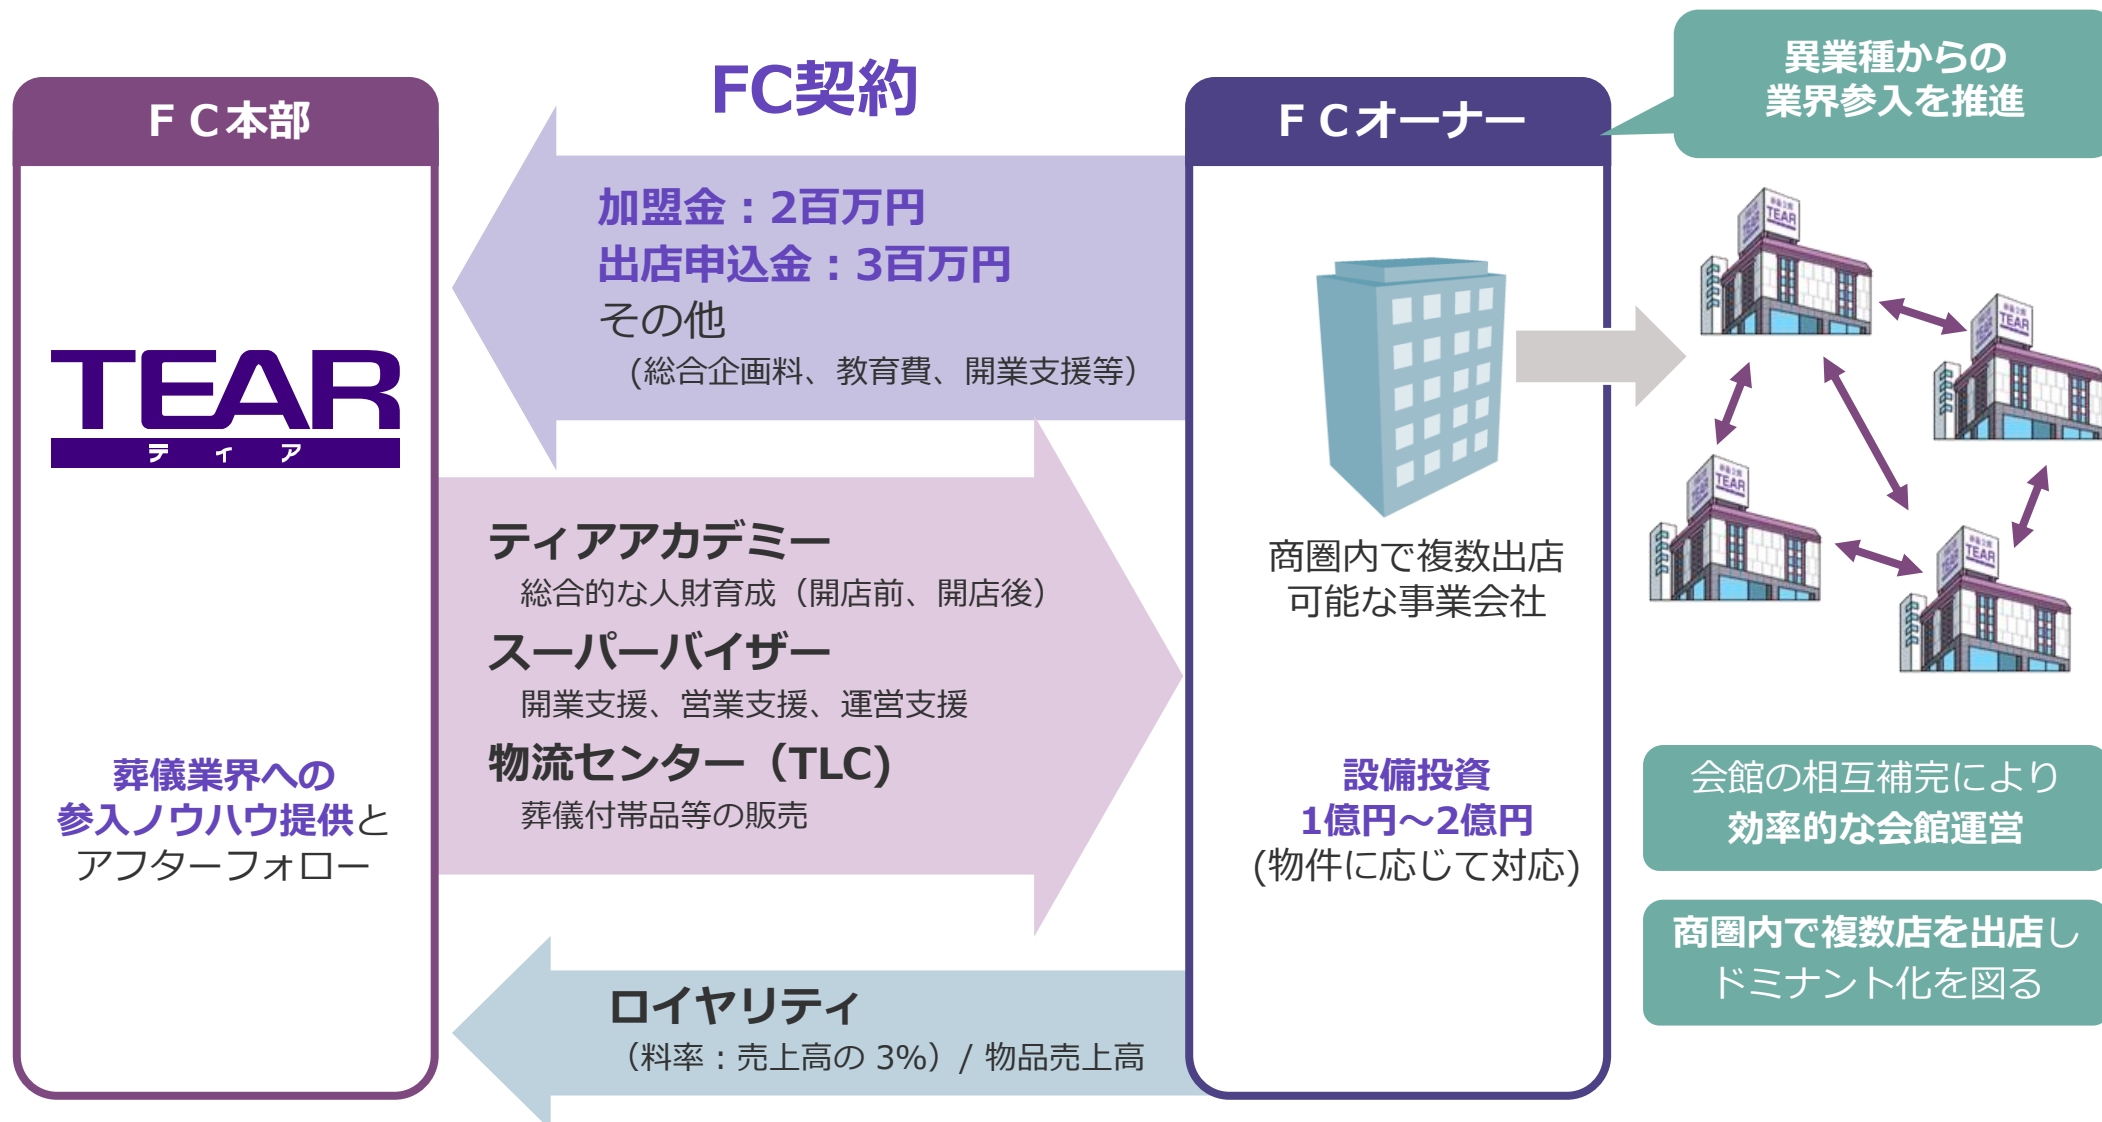 FC本部
TEAR
ティア
葬儀業界への
参入ノウハウ提供と
アフターフォロー
FC契約
加盟金：2百万円
出店申込金：3百万円
その他
(総合企画料、教育費、開業支援等）
ティアアカデミー
総合的な人財育成（開店前、開店後）
スーパーバイザー
開業支援、営業支援、運営支援
物流センター（TLC)
葬儀付帯品等の販売
ロイヤリティ
（料率：売上高の 3%）/ 物品売上高
FCオーナー
商圏内で複数出店
可能な事業会社
設備投資
1億円～2億円
(物件に応じて対応)
異業種からの
業界参入を推進
TEAR
TEAR
TEAR
TEAR
会館の相互補完により
効率的な会館運営
商圏内で複数店を出店し
ドミナント化を図る